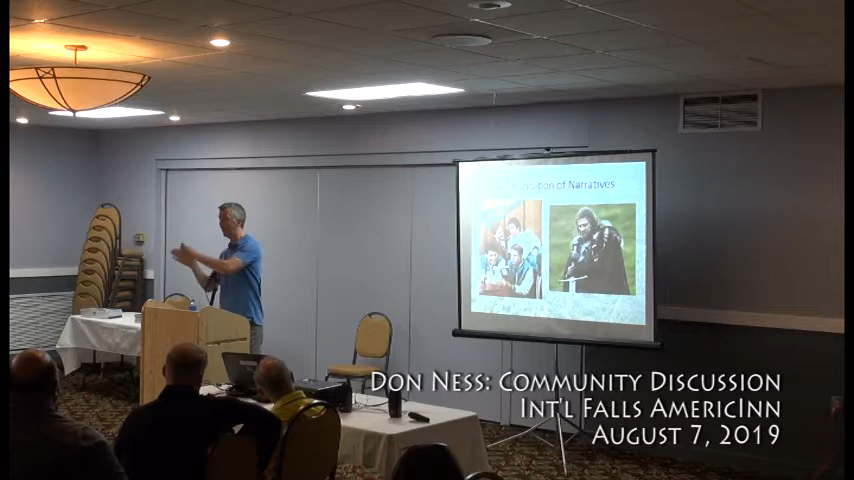 of Narratives
Don Ness: Community Discussion
Int'l Falls AmericInn
August 7, 2019